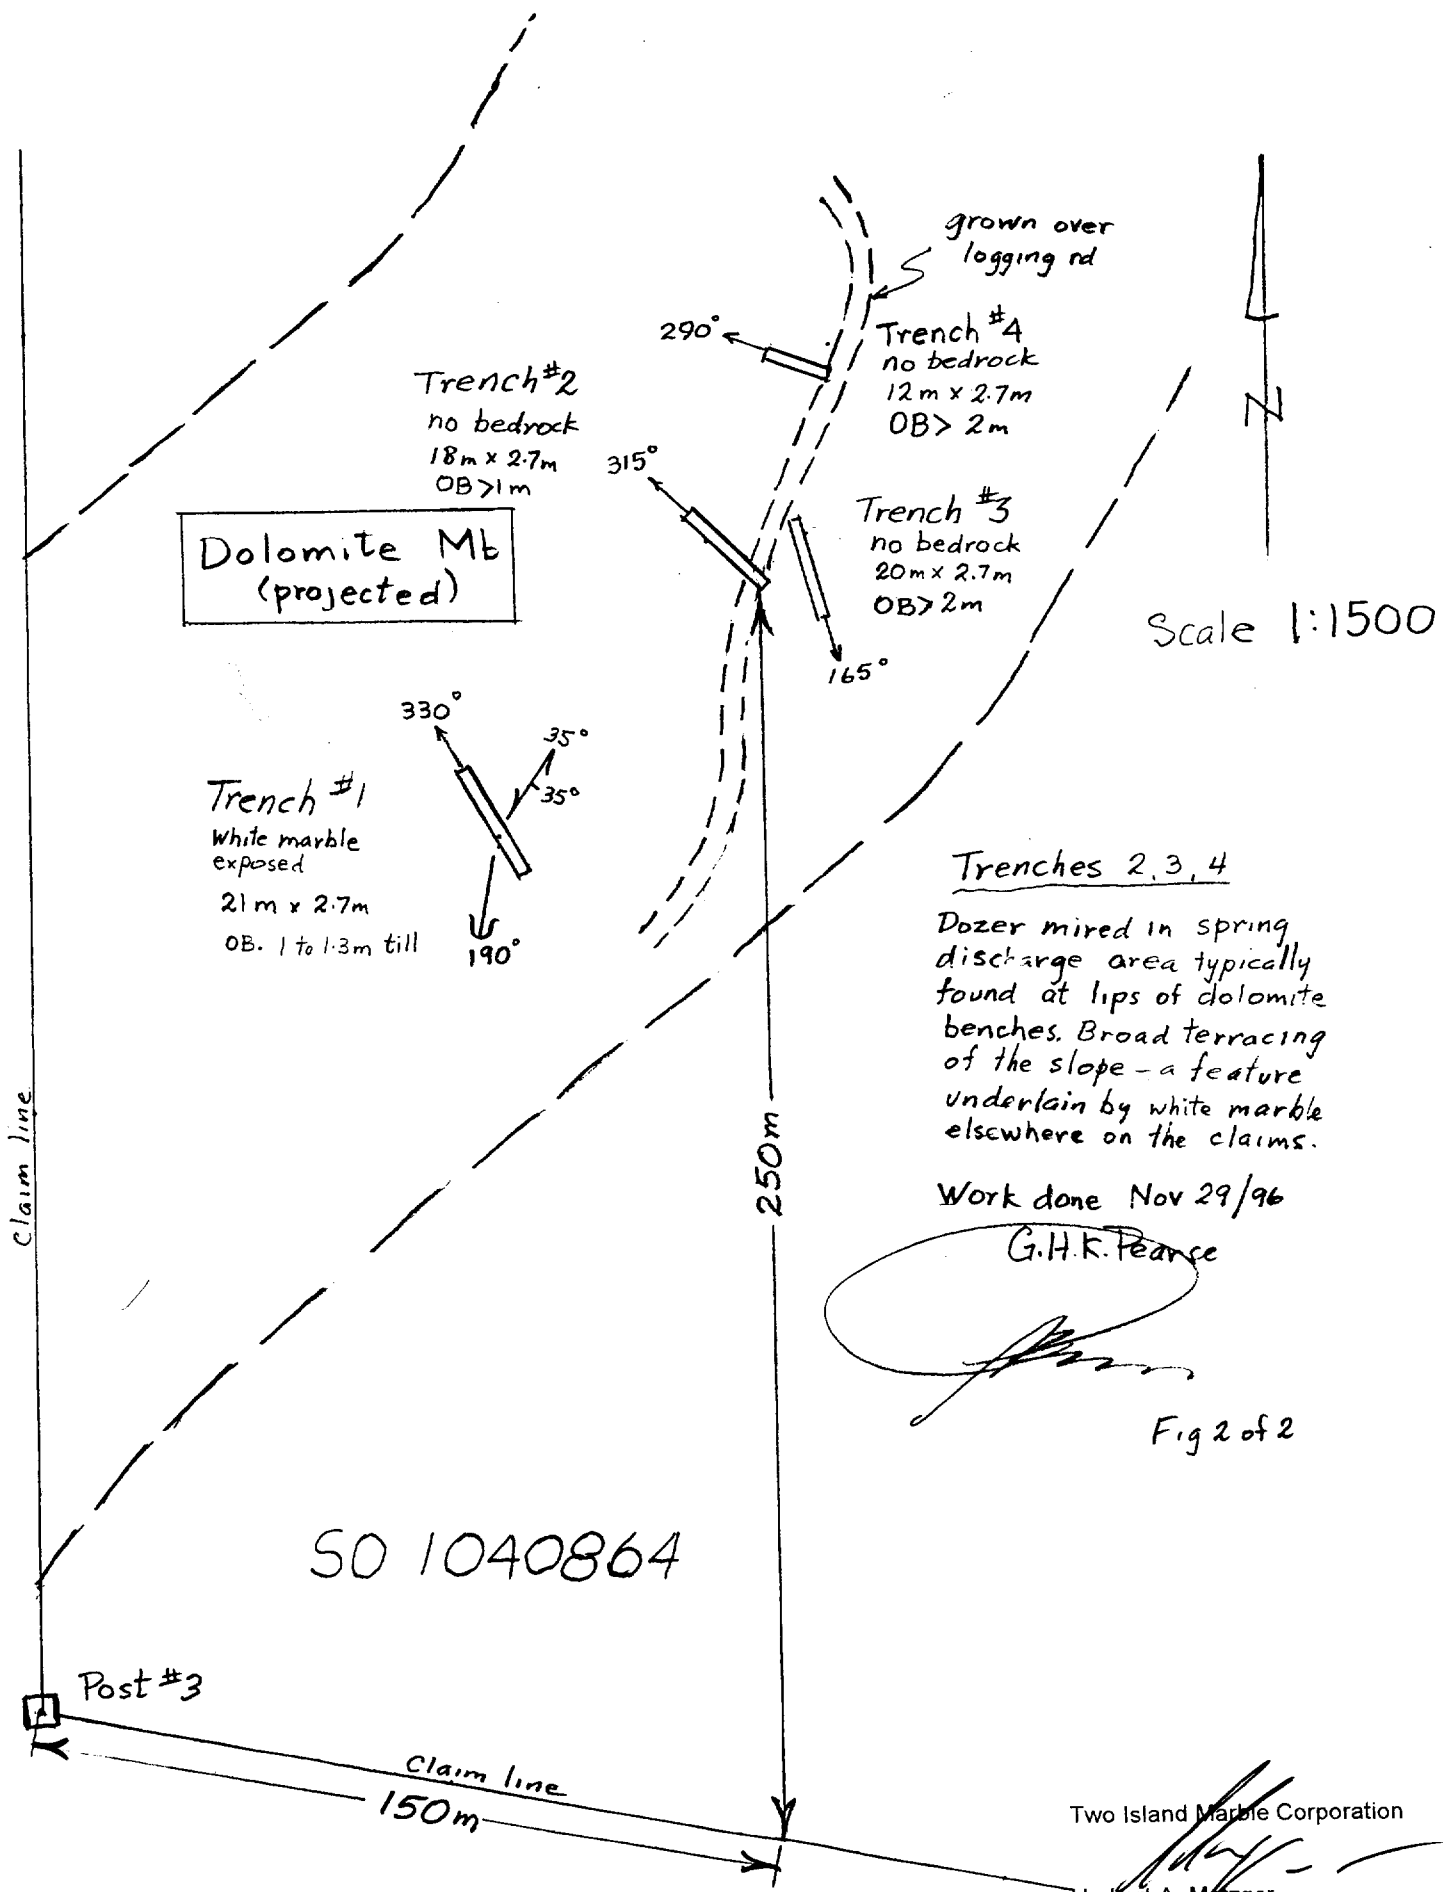 grown over
logging rd
290°
Trench #4
no bedrock
12m x 2.7m
OB > 2m
Trench #2
no bedrock
18m x 2.7m
OB >1m
315°
Trench #3
no bedrock
20m x 2.7m
OB > 2m
165°
N
Dolomite Mt
(projected)
Scale 1:1500
330°
35°
35°
190°
Trench #1
White marble
exposed
21m x 2.7m
OB. 1 to 1.3m till
Trenches 2, 3, 4
Dozer mired in spring
discharge area typically
found at lips of dolomite
benches. Broad terracing
of the slope - a feature
underlain by white marble
elsewhere on the claims.
Work done Nov 29/96
G.H.K. Pearse
Fig 2 of 2
Claim line
250m
SO 1040864
Post #3
Claim line
150m
Two Island Marble Corporation